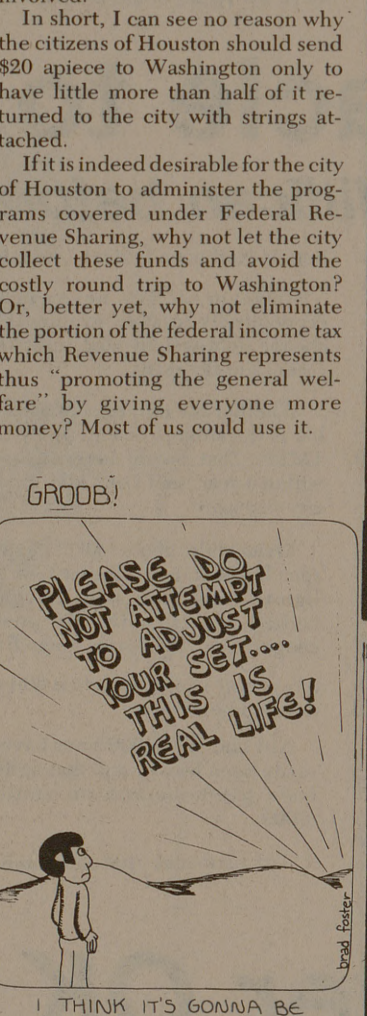 In short, I can see no reason why
the citizens of Houston should send
$20 apiece to Washington only to
have little more than half of it re-
turned to the city with strings at-
tached.
If it is indeed desirable for the city
of Houston to administer the prog-
rams covered under Federal Re-
venue Sharing, why not let the city
collect these funds and avoid the
costly round trip to Washington?
Or, better yet, why not eliminate
the portion of the federal income tax
which Revenue Sharing represents
thus "promoting the general wel-
fare" by giving everyone more
money? Most of us could use it.
GROOB!
PLEASE DO
NOT ATTEMPT
TO ADJUST
YOUR SET....
THIS IS
REAL LIFE!
brad foster
I THINK IT'S GONNA BE